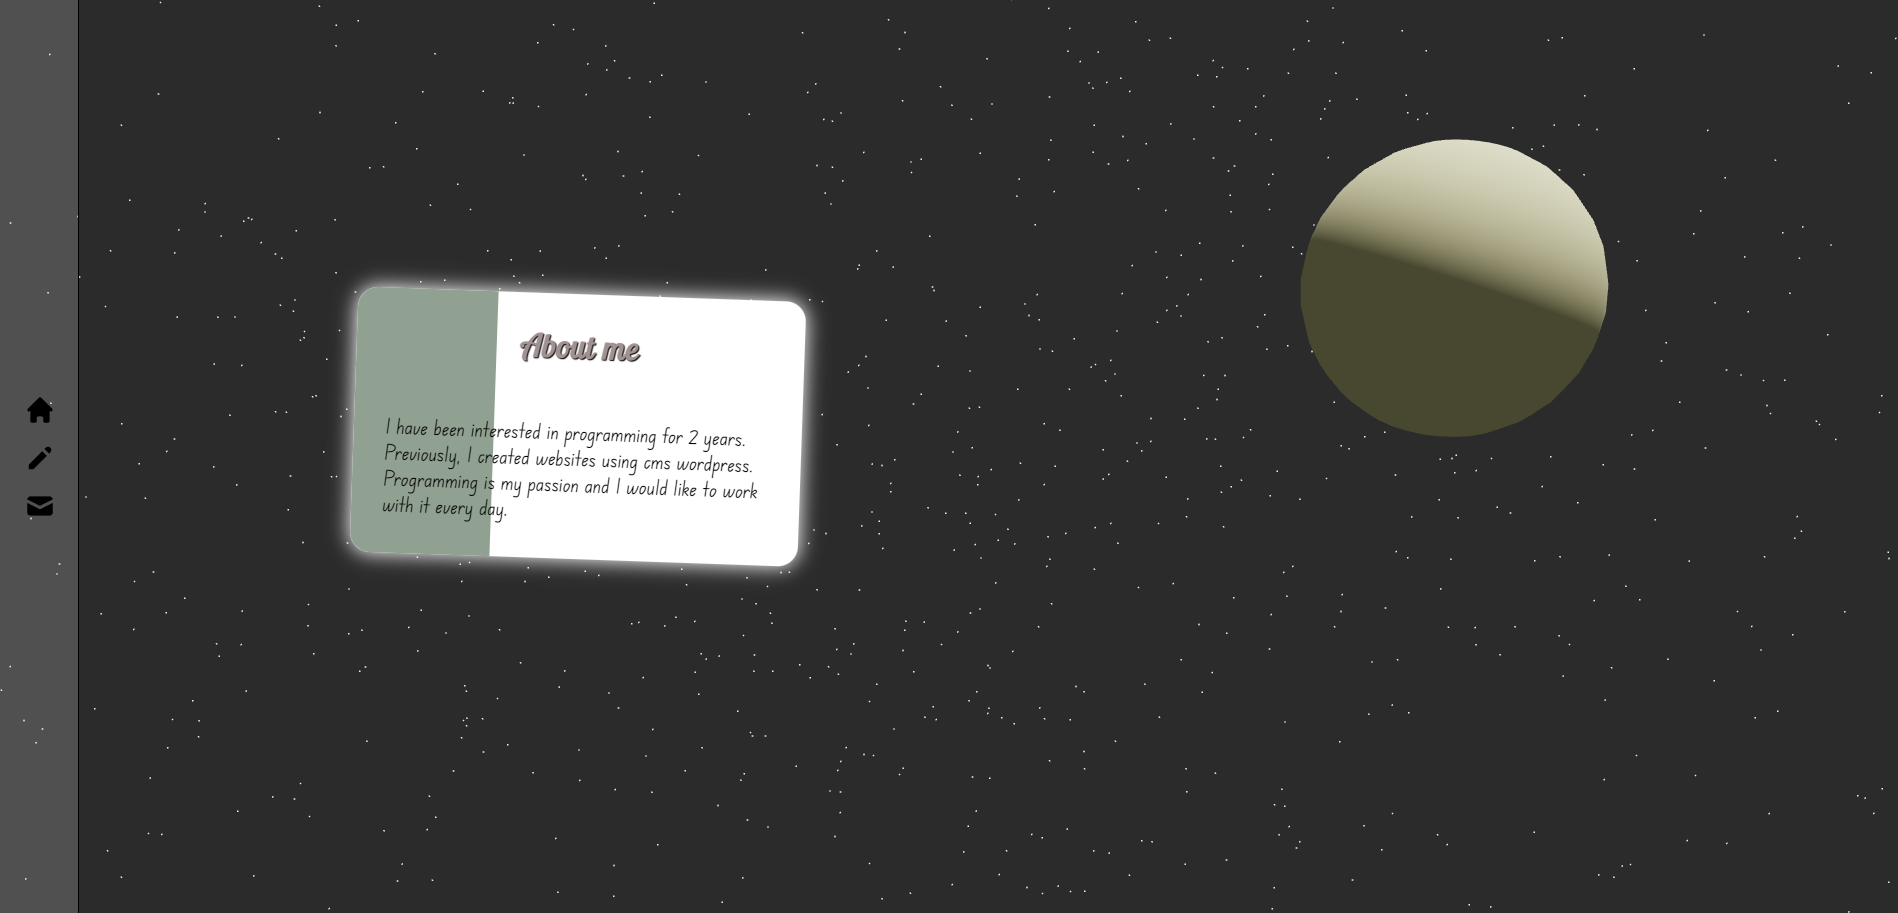 About me
I have been interested in programming for 2 years.
Previously, I created websites using cms wordpress.
Programming is my passion and I would like to work
with it every day.